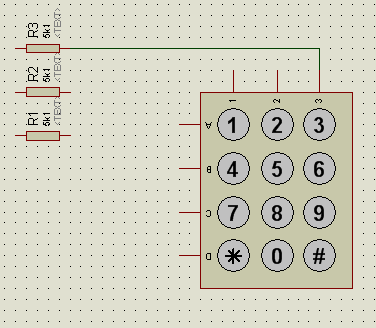 R3
5k1
<TEXT>
R2
5k1
<TEXT>
R1
5k1
<TEXT>
1 2 3
A 1 2 3
B 4 5 6
C 7 8 9
D * 0 #